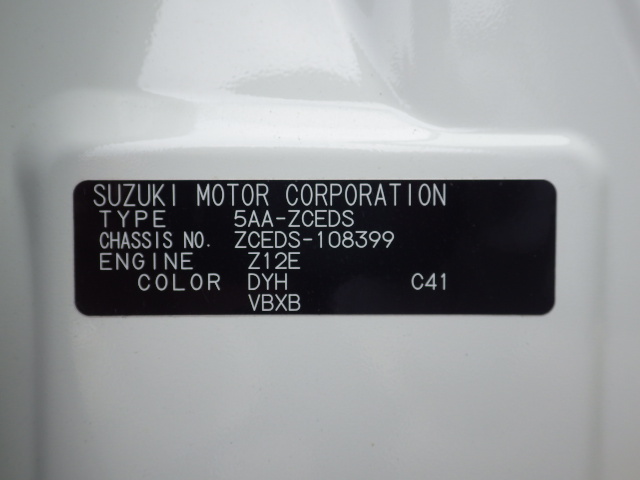 SUZUKI MOTOR CORPORATION
TYPE 5AA-ZCEDS
CHASSIS NO. ZCEDS-108399
ENGINE Z12E
COLOR DYH C41
VBXB